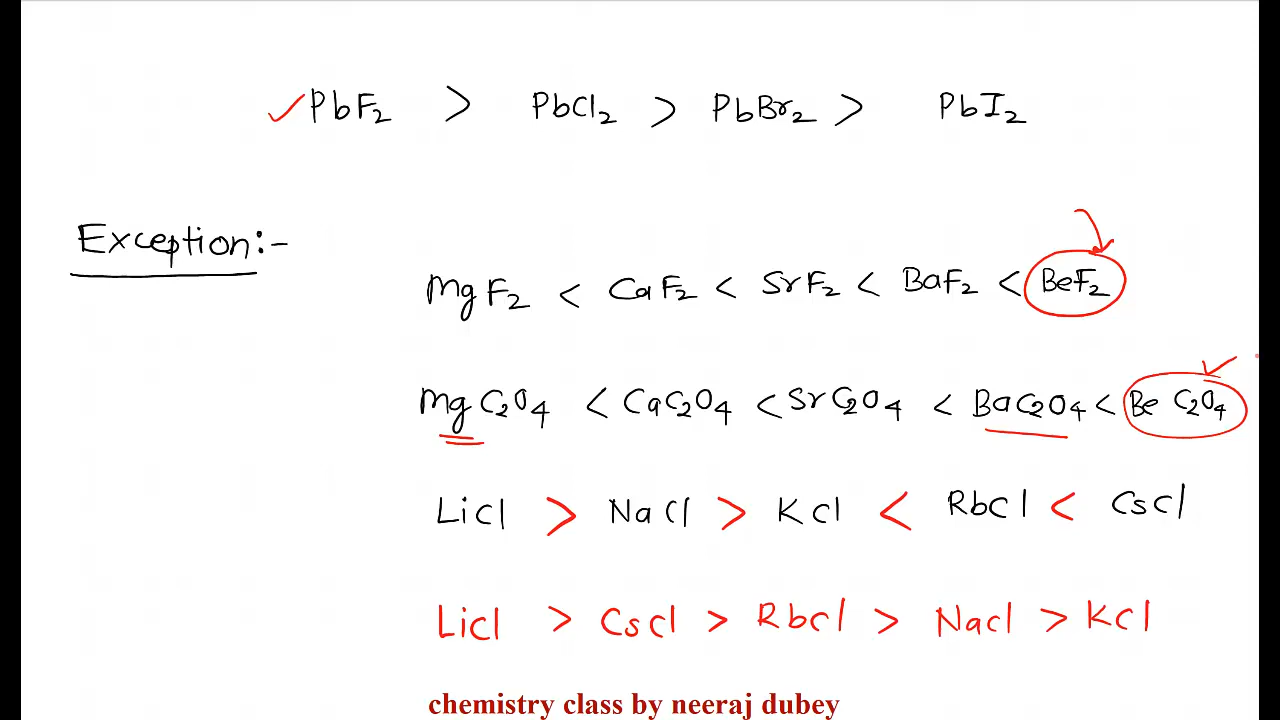 ✓PbF₂ > PbCl₂ > PbBr₂ > PbI₂
Exception:-
MgF₂ < CaF₂ < SrF₂ < BaF₂ < BeF₂
MgC₂O₄ < CaC₂O₄ < SrC₂O₄ < BaC₂O₄ < BeC₂O₄
LiCl > NaCl > KCl < RbCl < CsCl
LiCl > CsCl > RbCl > NaCl > KCl
chemistry class by neeraj dubey